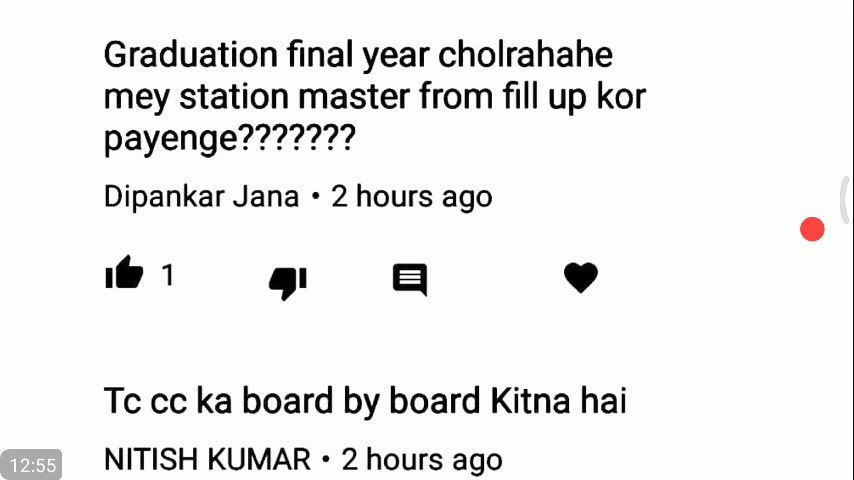 Graduation final year cholrahahe
mey station master from fill up kor
payenge???????
Dipankar Jana • 2 hours ago
1
Tc cc ka board by board Kitna hai
NITISH KUMAR • 2 hours ago
12:55